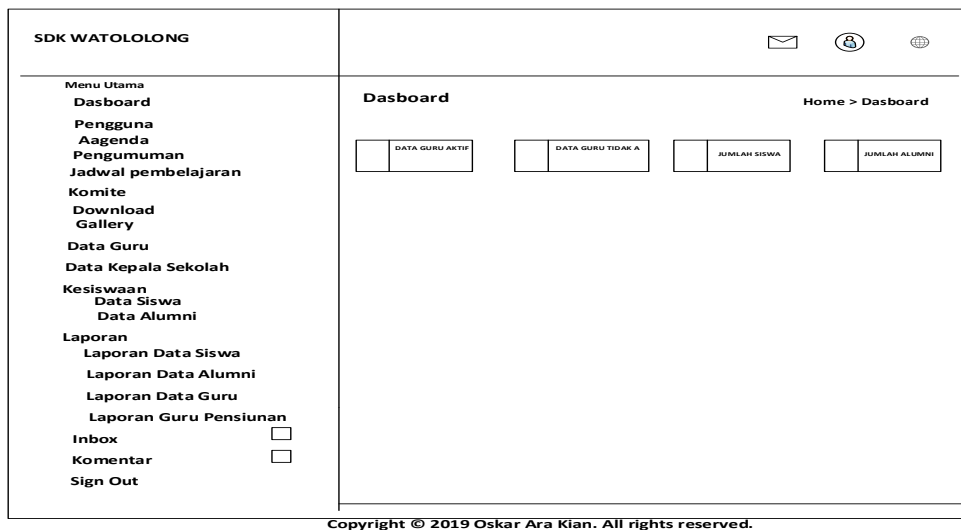 SDK WATOLOLONG
Menu Utama
Dasboard
Pengguna
Aagenda
Pengumuman
Jadwal pembelajaran
Komite
Download
Gallery
Data Guru
Data Kepala Sekolah
Kesiswaan
Data Siswa
Data Alumni
Laporan
Laporan Data Siswa
Laporan Data Alumni
Laporan Data Guru
Laporan Guru Pensiunan
Inbox
Komentar
Sign Out
Dasboard
Home > Dasboard
DATA GURU AKTIF
DATA GURU TIDAK A
JUMLAH SISWA
JUMLAH ALUMNI
Copyright © 2019 Oskar Ara Kian. All rights reserved.